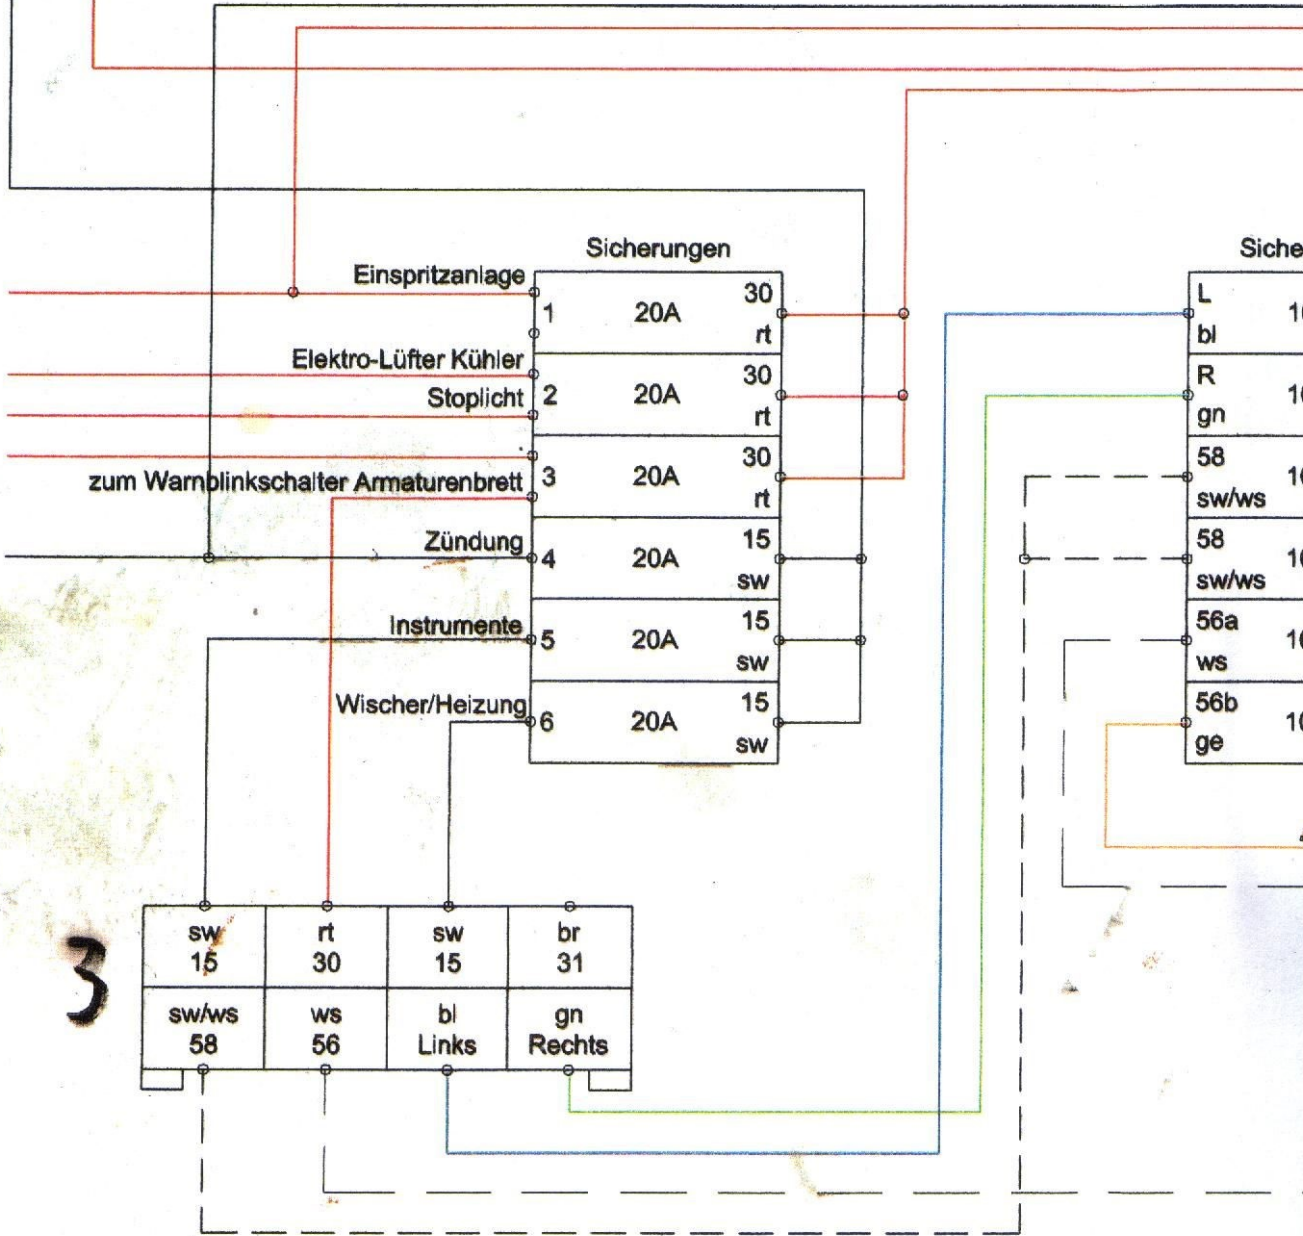 Sicherungen
Einspritzanlage
1 20A 30
rt
Elektro-Lüfter Kühler
Stoplicht
2 20A 30
rt
zum Warnblinkschalter Armaturenbrett
3 20A 30
rt
Zündung
4 20A 15
sw
Instrumente
5 20A 15
sw
Wischer/Heizung
6 20A 15
sw
Siche
L
bl
R
gn
58
sw/ws
58
sw/ws
56a
ws
56b
ge
3
sw rt sw br
15 30 15 31
sw/ws ws bl gn
58 56 Links Rechts